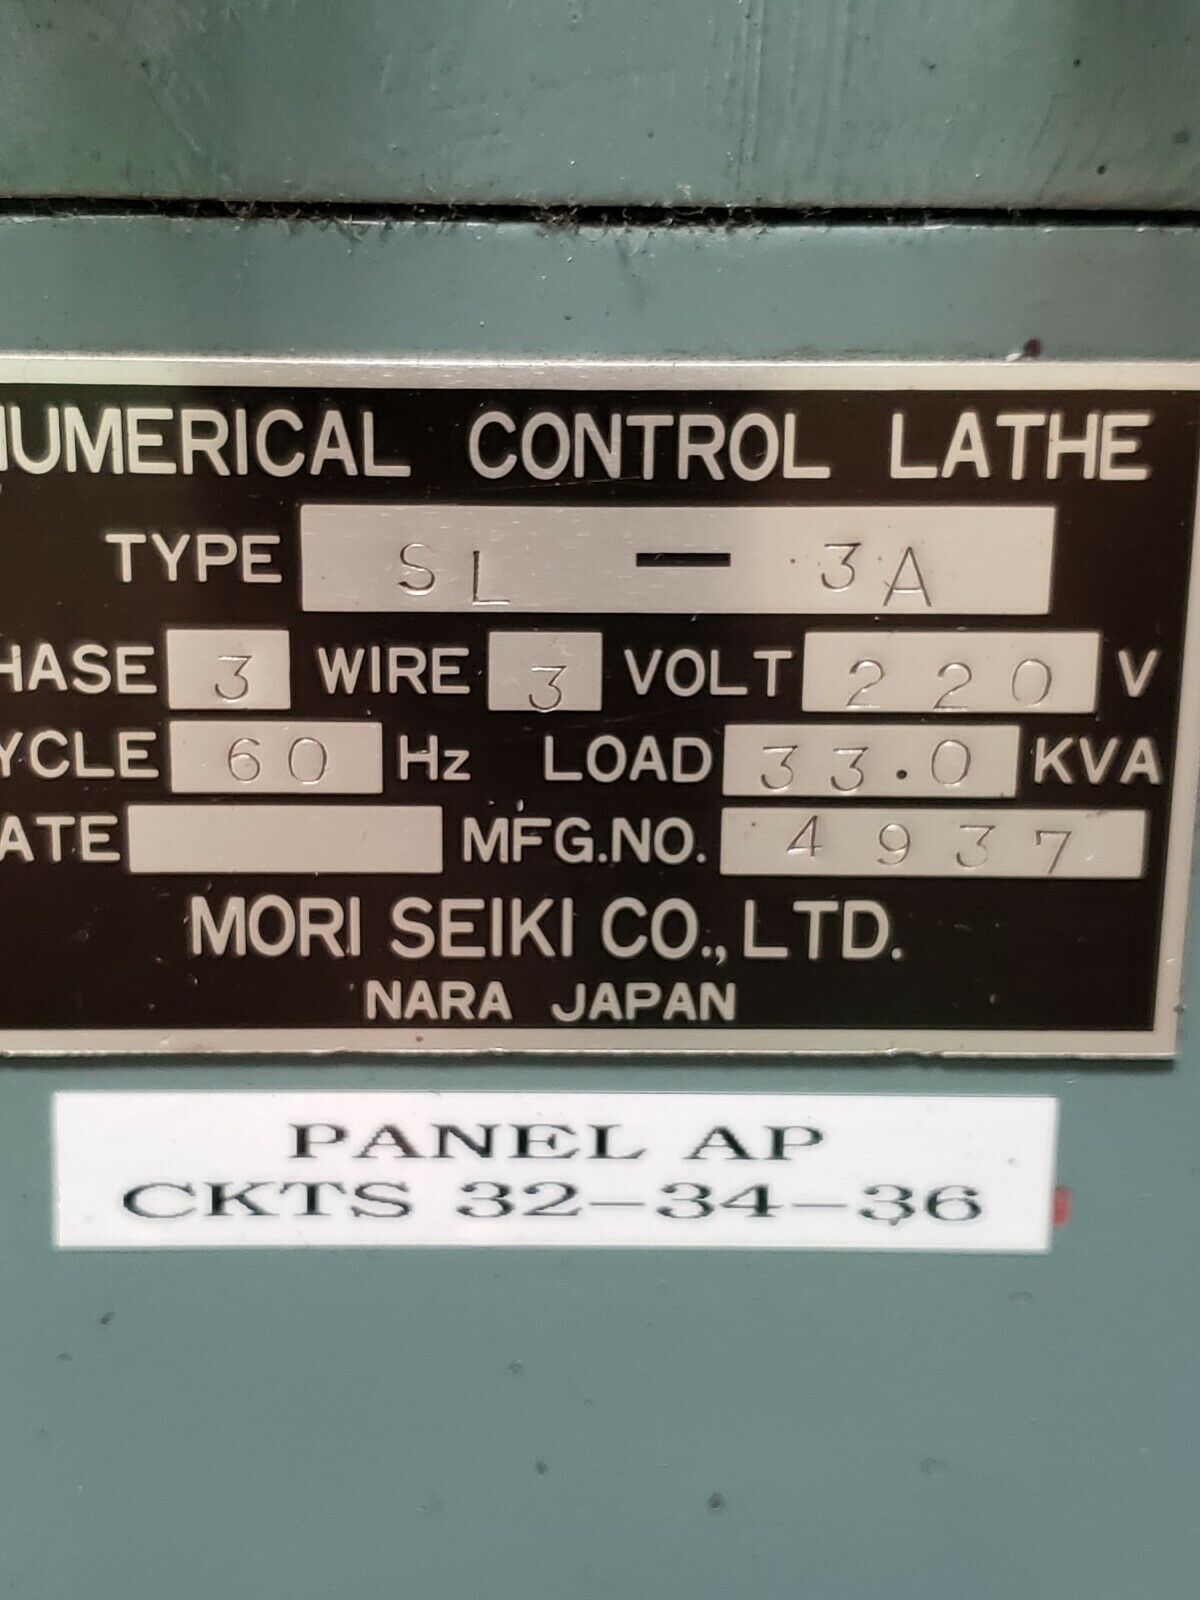 NUMERICAL CONTROL LATHE
TYPE SL - 3A
HASE 3 WIRE 3 VOLT 220 V
YCLE 60 Hz LOAD 33.0 KVA
ATE MFG.NO. 4937
MORI SEIKI CO., LTD.
NARA JAPAN
PANEL AP
CKTS 32-34-36